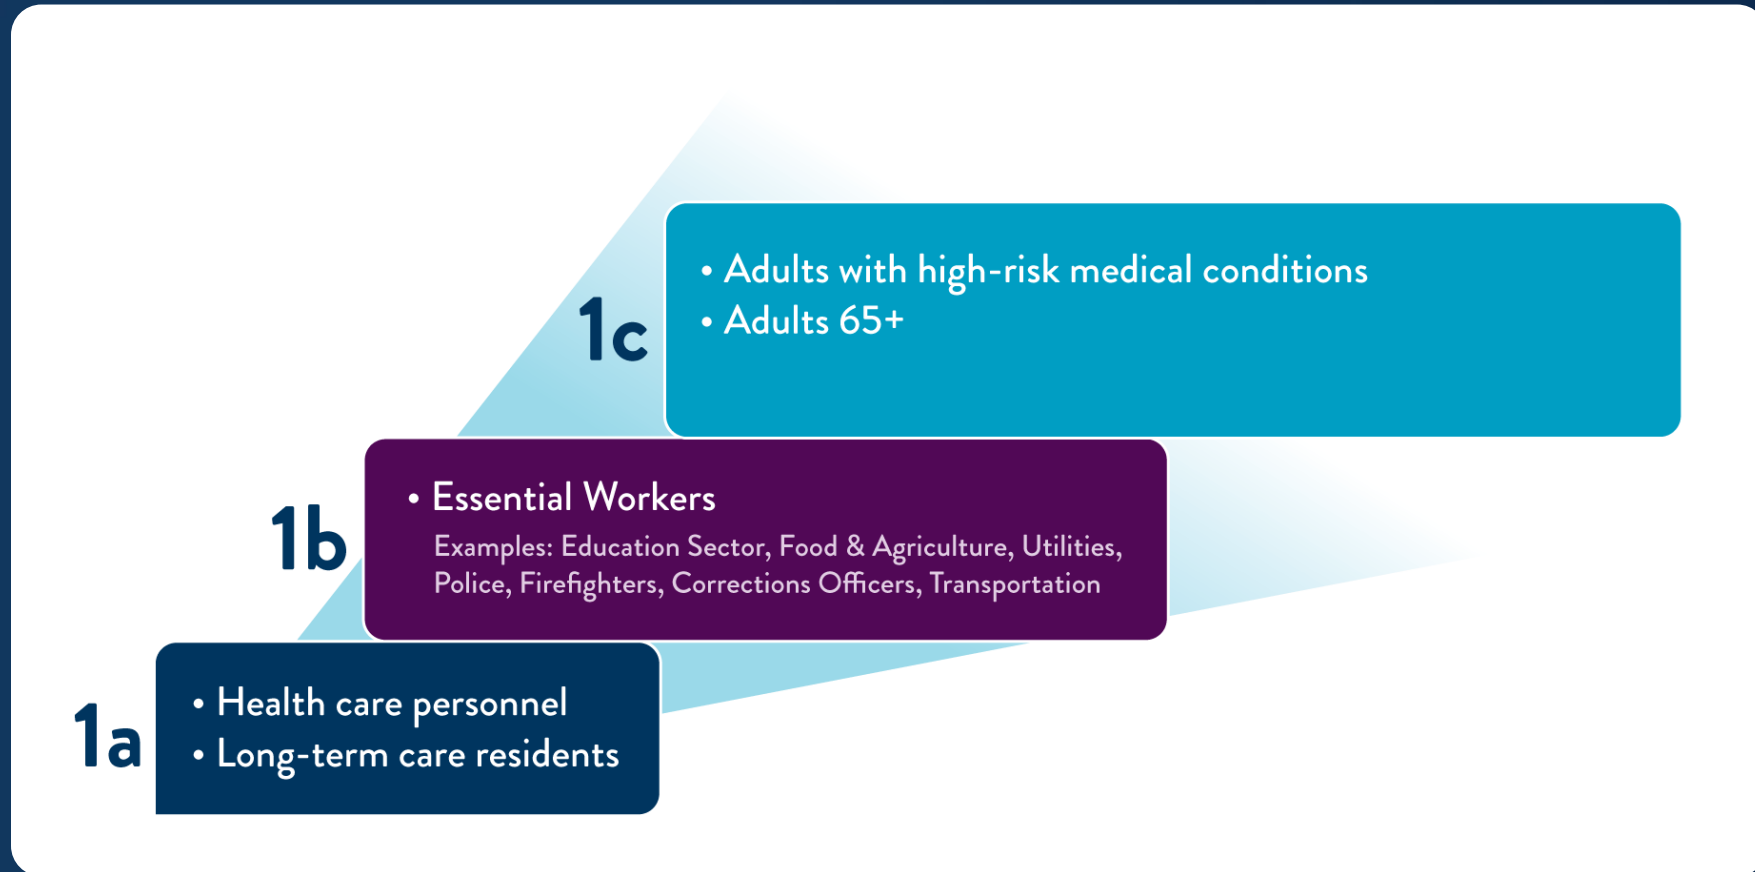 1c
• Adults with high-risk medical conditions
• Adults 65+
1b
• Essential Workers
Examples: Education Sector, Food & Agriculture, Utilities,
Police, Firefighters, Corrections Officers, Transportation
1a
• Health care personnel
• Long-term care residents